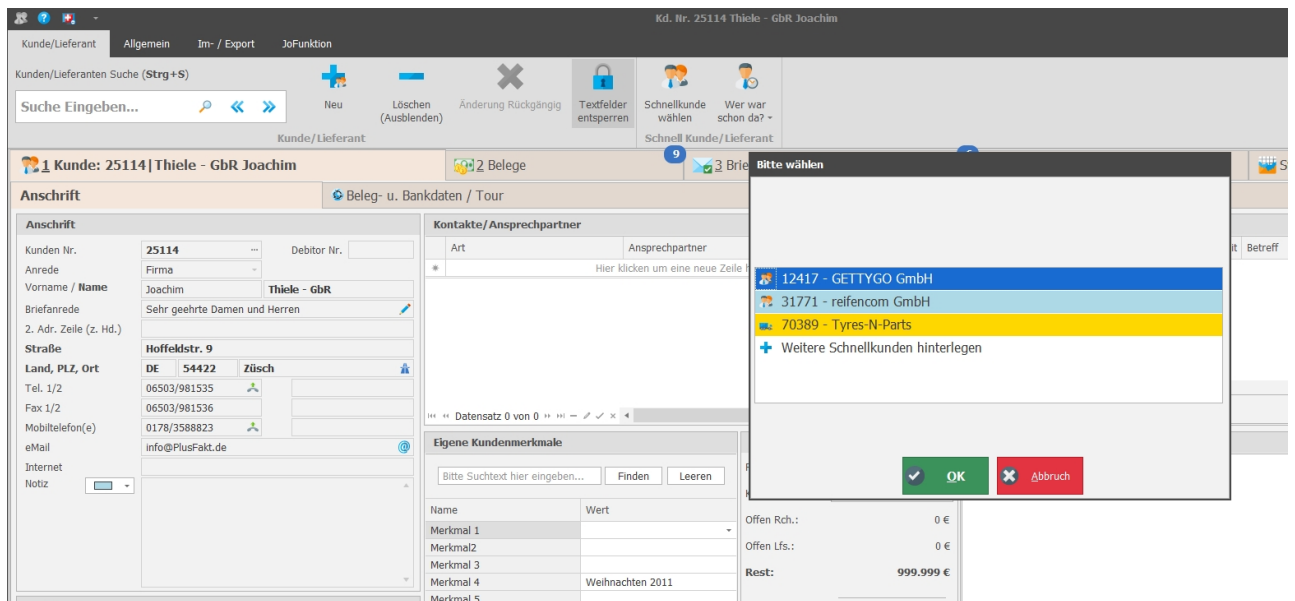 Kd. Nr. 25114 Thiele - GbR Joachim
Kunde/Lieferant Allgemein Im- / Export JoFunktion
Kunden/Lieferanten Suche (Strg+S)
Suche Eingeben...
Neu
Löschen (Ausblenden)
Änderung Rückgängig
Textfelder entsperren
Schnellkunde wählen
Wer war schon da?
Kunde/Lieferant
Schnell Kunde/Lieferant
1 Kunde: 25114|Thiele - GbR Joachim
2 Belege
9
3 Brie
Anschrift
Beleg- u. Bankdaten / Tour
Anschrift
Kunden Nr. 25114 ... Debitor Nr.
Anrede Firma
Vorname / Name Joachim Thiele - GbR
Briefanrede Sehr geehrte Damen und Herren
2. Adr. Zeile (z. Hd.)
Straße Hoffeldstr. 9
Land, PLZ, Ort DE 54422 Züsch
Tel. 1/2 06503/981535
Fax 1/2 06503/981536
Mobiltelefon(e) 0178/3588823
eMail info@PlusFakt.de @
Internet
Notiz
Kontakte/Ansprechpartner
Art Ansprechpartner
Betreff
Hier klicken um eine neue Zeile
Datensatz 0 von 0
Eigene Kundenmerkmale
Bitte Suchtext hier eingeben... Finden Leeren
Name Wert
Merkmal 1
Merkmal2
Merkmal 3
Merkmal 4 Weihnachten 2011
Merkmal 5
Offen Rch.: 0 €
Offen Lfs.: 0 €
Rest: 999.999 €
Bitte wählen
12417 - GETTYGO GmbH
31771 - reifencom GmbH
70389 - Tyres-N-Parts
Weitere Schnellkunden hinterlegen
OK
Abbruch